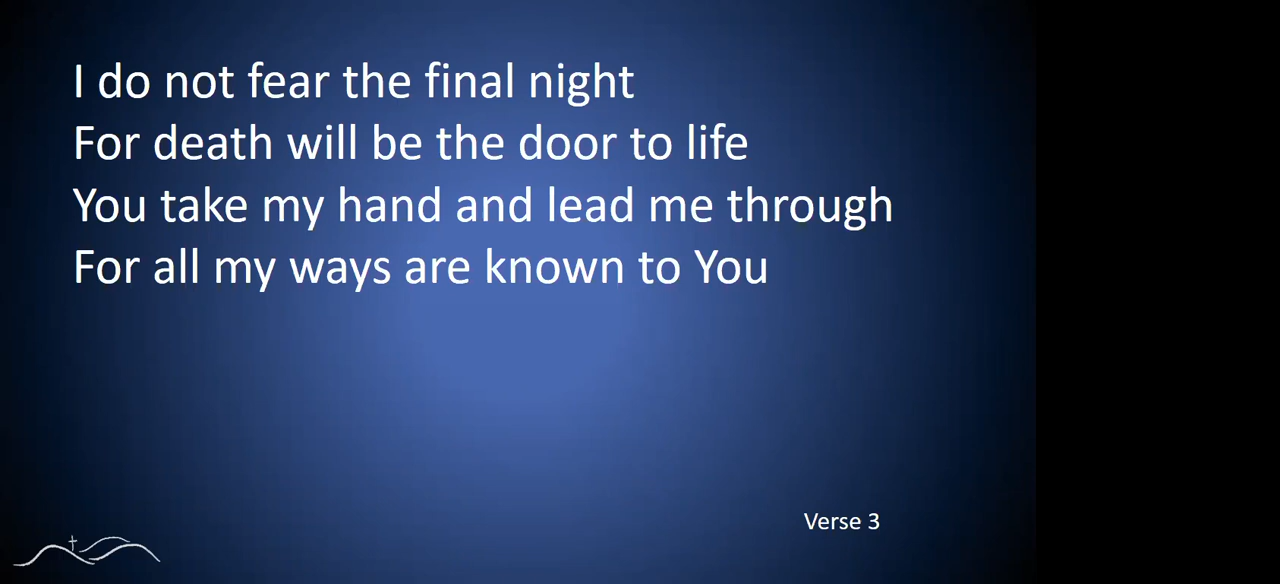 I do not fear the final night
For death will be the door to life
You take my hand and lead me through
For all my ways are known to You
Verse 3